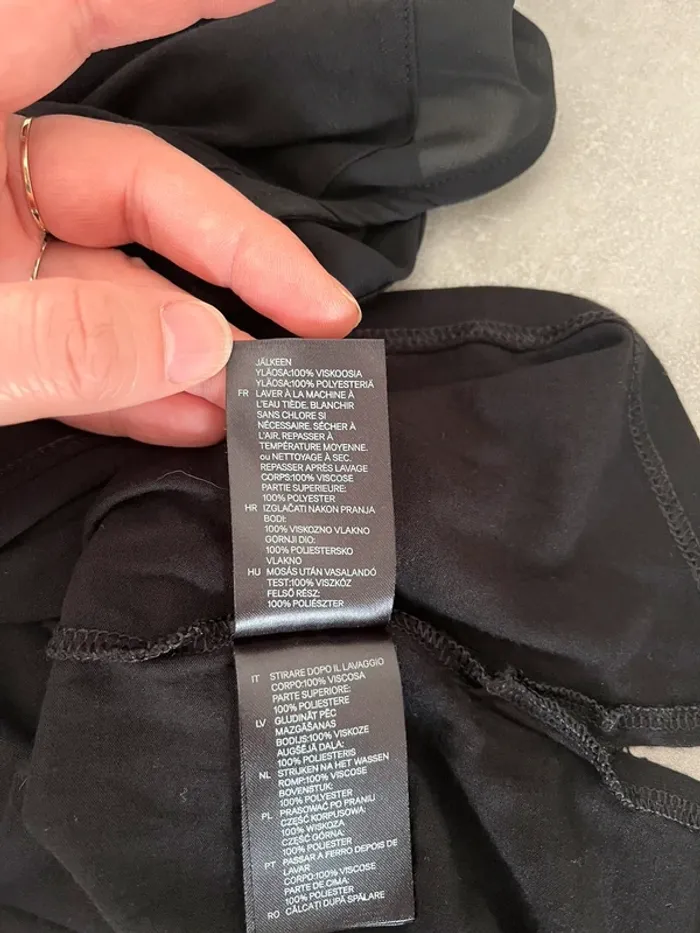 JÄLKEEN
YLÄOSA:100% VISKOOSIA
YLÄOSA:100% POLYESTERIÄ
FR LAVER À LA MACHINE À
L'EAU TIÈDE. BLANCHIR
SANS CHLORE SI
NÉCESSAIRE. SÉCHER À
L'AIR. REPASSER À
TEMPÉRATURE MOYENNE.
ou NETTOYAGE À SEC.
REPASSER APRÈS LAVAGE
CORPS:100% VISCOSE
PARTIE SUPERIEURE:
100% POLYESTER
HR IZGLAČATI NAKON PRANJA
BODI:
100% VISKOZNO VLAKNO
GORNJI DIO:
100% POLIESTERSKO
VLAKNO
HU MOSÁS UTÁN VASALANDÓ
TEST:100% VISZKÓZ
FELSŐ RÉSZ:
100% POLIÉSZTER
IT STIRARE DOPO IL LAVAGGIO
CORPO:100% VISCOSA
PARTE SUPERIORE:
100% POLIESTERE
LV GLUDINĀT PĒC
MAZGĀŠANAS
BODIJS:100% VISKOZE
AUGŠĒJĀ DAĻA:
100% POLIESTERIS
NL STRIJKEN NA HET WASSEN
ROMP:100% VISCOSE
BOVENSTUK:
100% POLYESTER
PL PRASOWAĆ PO PRANIU
CZĘŚĆ KORPUSOWA:
100% WISKOZA
CZĘŚĆ GÓRNA:
100% POLIESTER
PT PASSAR A FERRO DEPOIS DE
LAVAR
CORPO:100% VISCOSE
PARTE DE CIMA:
100% POLIESTER
RO CĂLCAȚI DUPĂ SPĂLARE